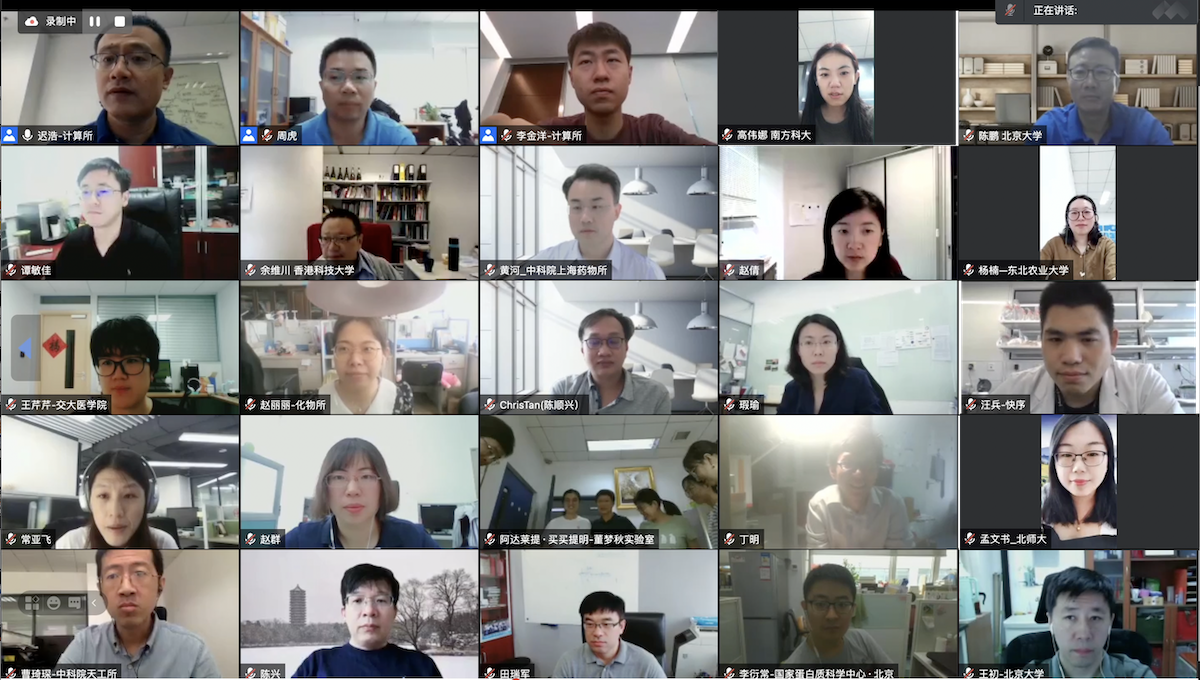 录制中
正在讲话:
迟浩-计算所
周虎
李金洋-计算所
高伟娜 南方科大
陈鹏 北京大学
谭敏佳
余维川 香港科技大学
黄河_中科院上海药物所
赵倩
杨楠—东北农业大学
王芹芹-交大医学院
赵丽丽-化物所
ChrisTan(陈顺兴)
瑕瑜
汪兵-快序
常亚飞
赵群
阿达莱提·买买提明-董梦秋实验室
丁明
孟文书_北师大
曹琦琛-中科院天工所
陈兴
田瑞军
李衍常-国家蛋白质科学中心·北京
王初-北京大学